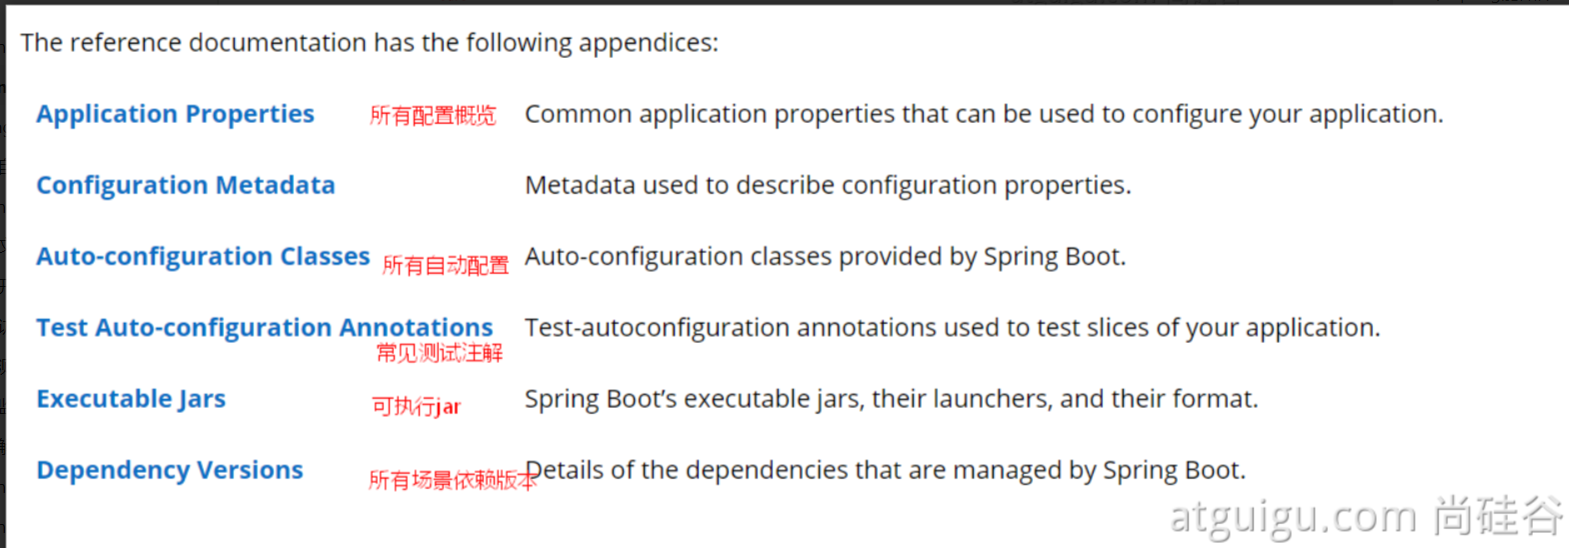 The reference documentation has the following appendices:
Application Properties 所有配置概览 Common application properties that can be used to configure your application.
Configuration Metadata Metadata used to describe configuration properties.
Auto-configuration Classes 所有自动配置 Auto-configuration classes provided by Spring Boot.
Test Auto-configuration Annotations Test-autoconfiguration annotations used to test slices of your application.
常见测试注解
Executable Jars 可执行jar Spring Boot’s executable jars, their launchers, and their format.
Dependency Versions 所有场景依赖版本 Details of the dependencies that are managed by Spring Boot.
atguigu.com 尚硅谷